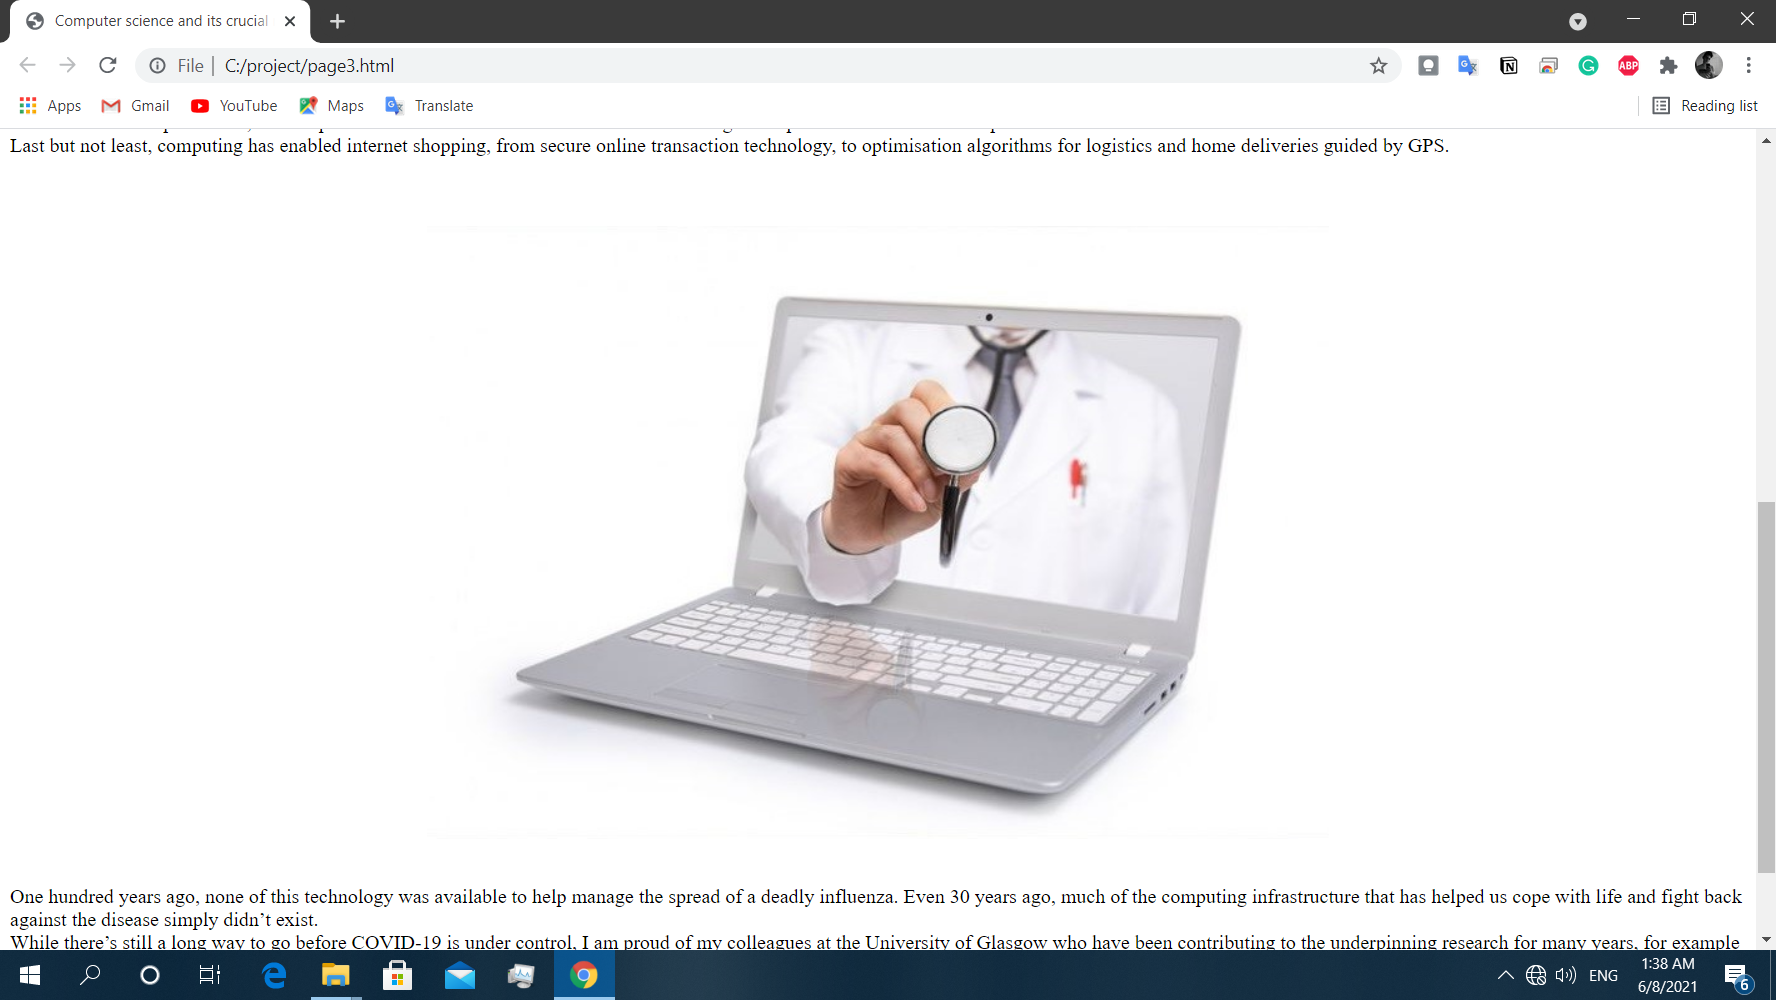 Computer science and its crucial
File
C:/project/page3.html
ABP
Apps
Gmail
YouTube
Maps
Translate
Reading list
Last but not least, computing has enabled internet shopping, from secure online transaction technology, to optimisation algorithms for logistics and home deliveries guided by GPS.
One hundred years ago, none of this technology was available to help manage the spread of a deadly influenza. Even 30 years ago, much of the computing infrastructure that has helped us cope with life and fight back
against the disease simply didn’t exist.
While there’s still a long way to go before COVID-19 is under control, I am proud of my colleagues at the University of Glasgow who have been contributing to the underpinning research for many years, for example
ENG
1:38 AM
6/8/2021
6